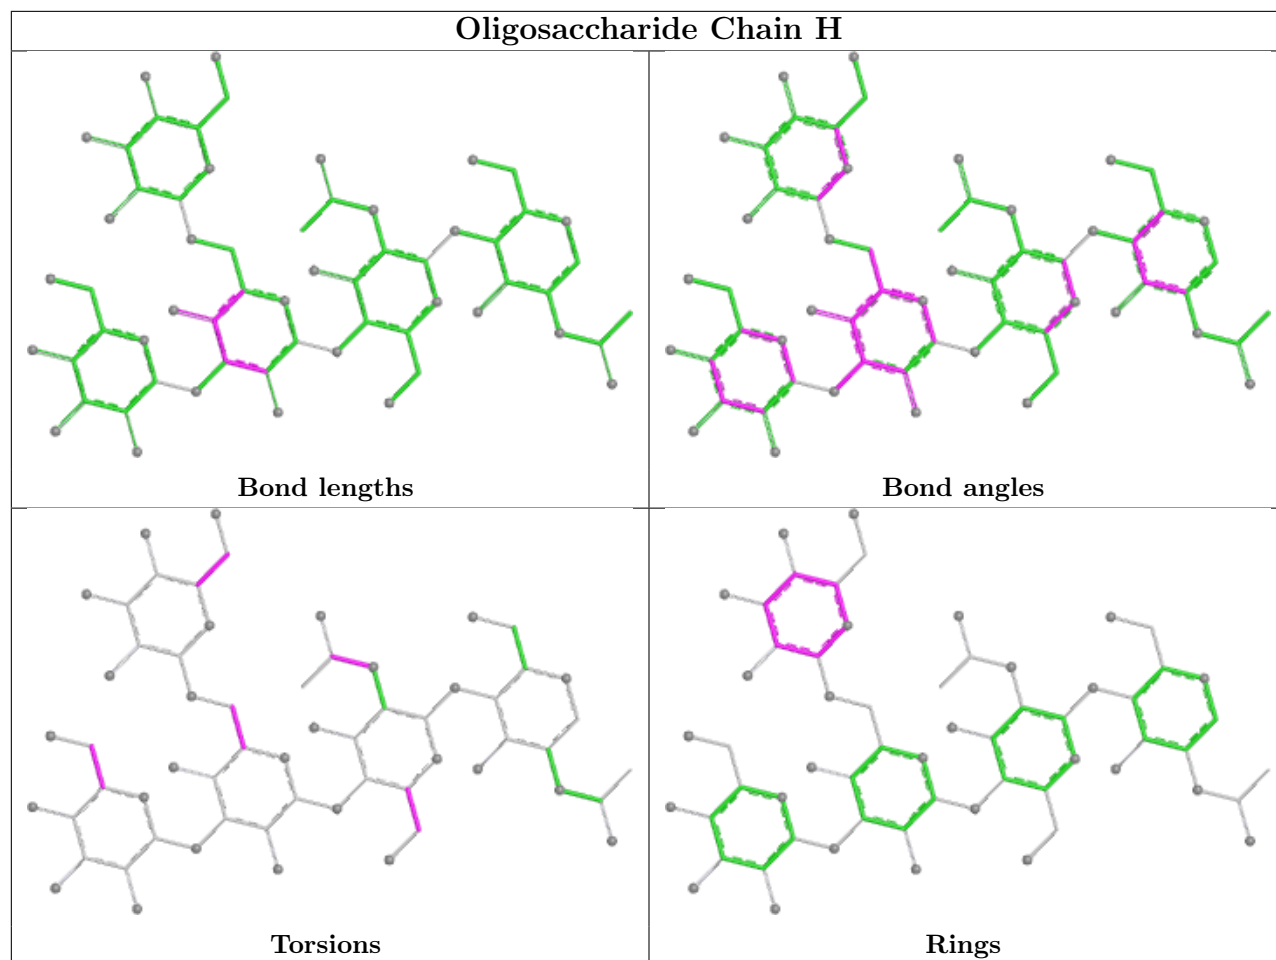 Oligosaccharide Chain H
Bond lengths
Bond angles
Torsions
Rings